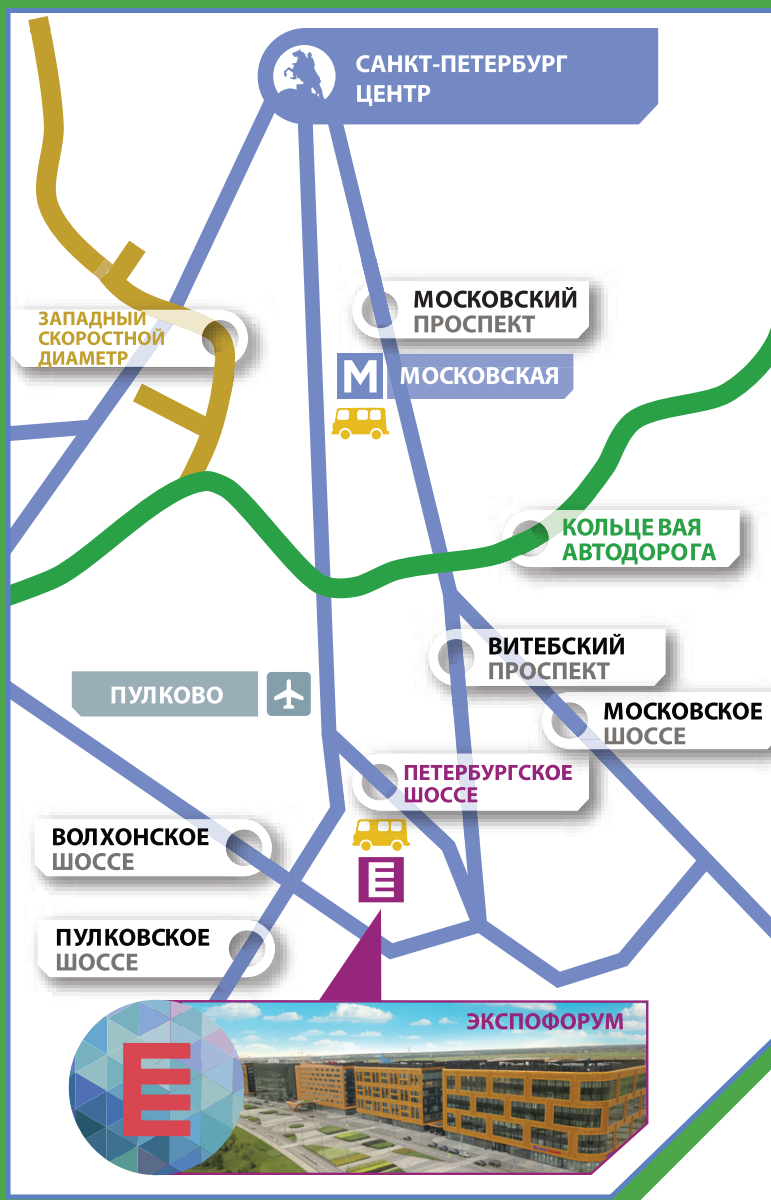 САНКТ-ПЕТЕРБУРГ
ЦЕНТР
МОСКОВСКИЙ
ПРОСПЕКТ
ЗАПАДНЫЙ
СКОРОСТНОЙ
ДИАМЕТР
М МОСКОВСКАЯ
КОЛЬЦЕВАЯ
АВТОДОРОГА
ВИТЕБСКИЙ
ПРОСПЕКТ
ПУЛКОВО
МОСКОВСКОЕ
ШОССЕ
ПЕТЕРБУРГСКОЕ
ШОССЕ
ВОЛХОНСКОЕ
ШОССЕ
E
ПУЛКОВСКОЕ
ШОССЕ
ЭКСПОФОРУМ
E